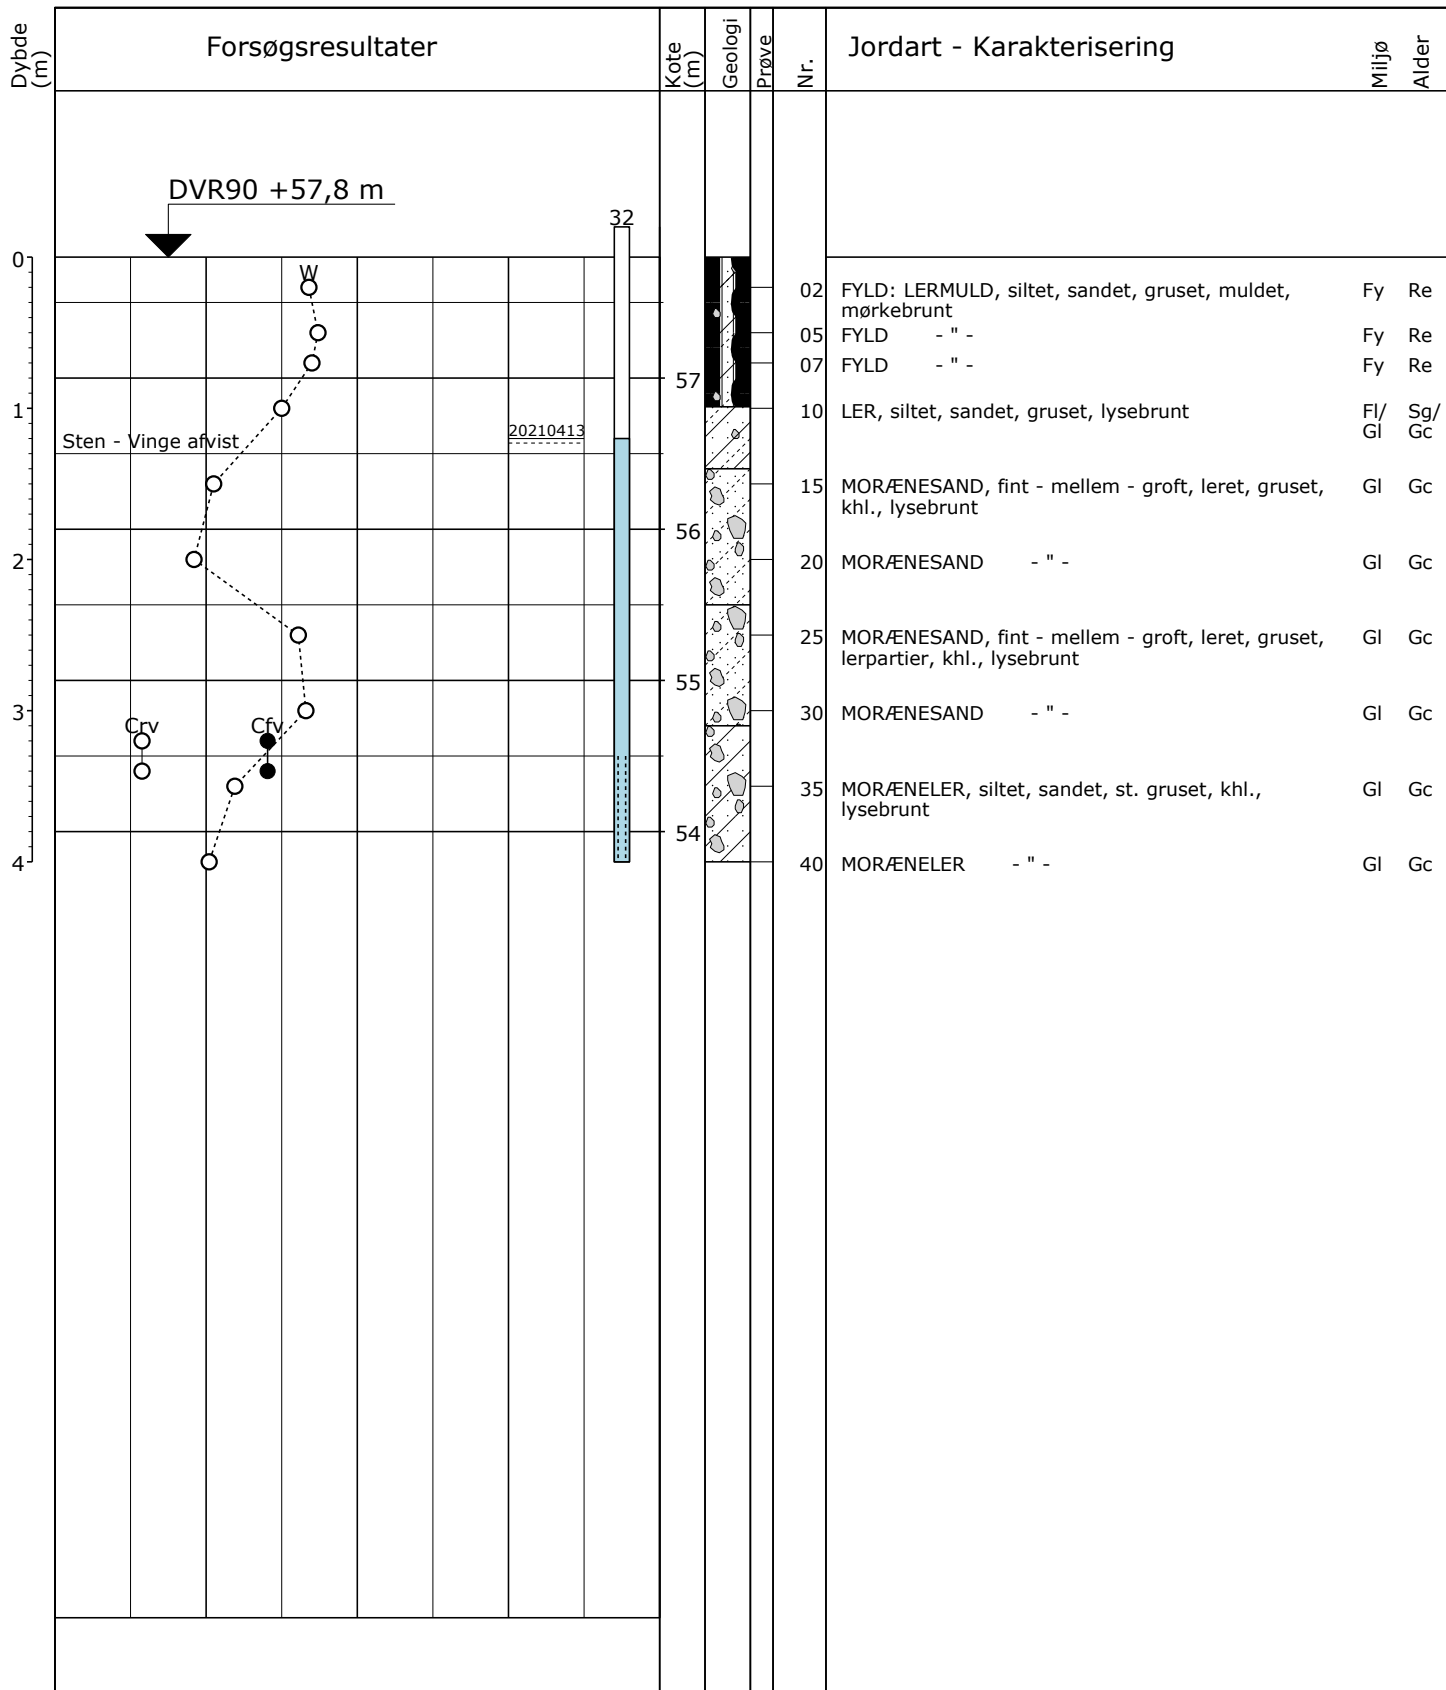 Dybde
(m)
Forsøgsresultater
Kote
(m)
Geologi
Prøve
Nr.
Jordart - Karakterisering
Miljø
Alder
DVR90 +57,8 m
32
0
W
02 FYLD: LERMULD, siltet, sandet, gruset, muldet, Fy Re
mørkebrunt
05 FYLD - " - Fy Re
07 FYLD - " - Fy Re
57
1
10 LER, siltet, sandet, gruset, lysebrunt Fl/ Sg/
Gl Gc
Sten - Vinge afvist
20210413
15 MORÆNESAND, fint - mellem - groft, leret, gruset, Gl Gc
khl., lysebrunt
56
2
20 MORÆNESAND - " - Gl Gc
25 MORÆNESAND, fint - mellem - groft, leret, gruset, Gl Gc
lerpartier, khl., lysebrunt
55
3
30 MORÆNESAND - " - Gl Gc
Crv
Cfv
35 MORÆNELER, siltet, sandet, st. gruset, khl., Gl Gc
lysebrunt
54
4
40 MORÆNELER - " - Gl Gc